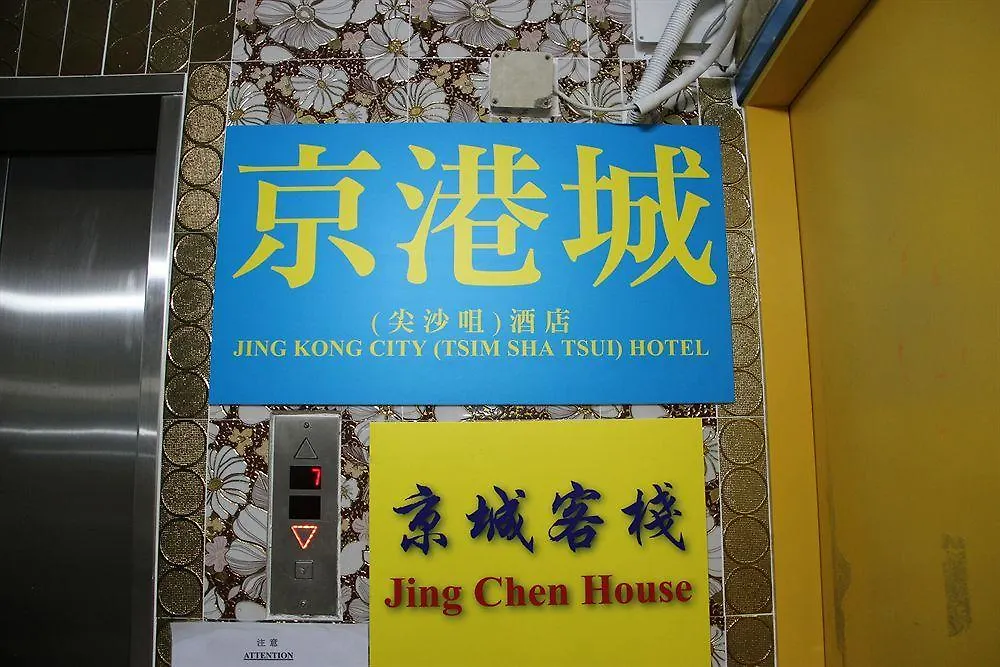 京港城
(尖沙咀)酒店
JING KONG CITY (TSIM SHA TSUI) HOTEL
7
京城客棧
Jing Chen House
注意
ATTENTION